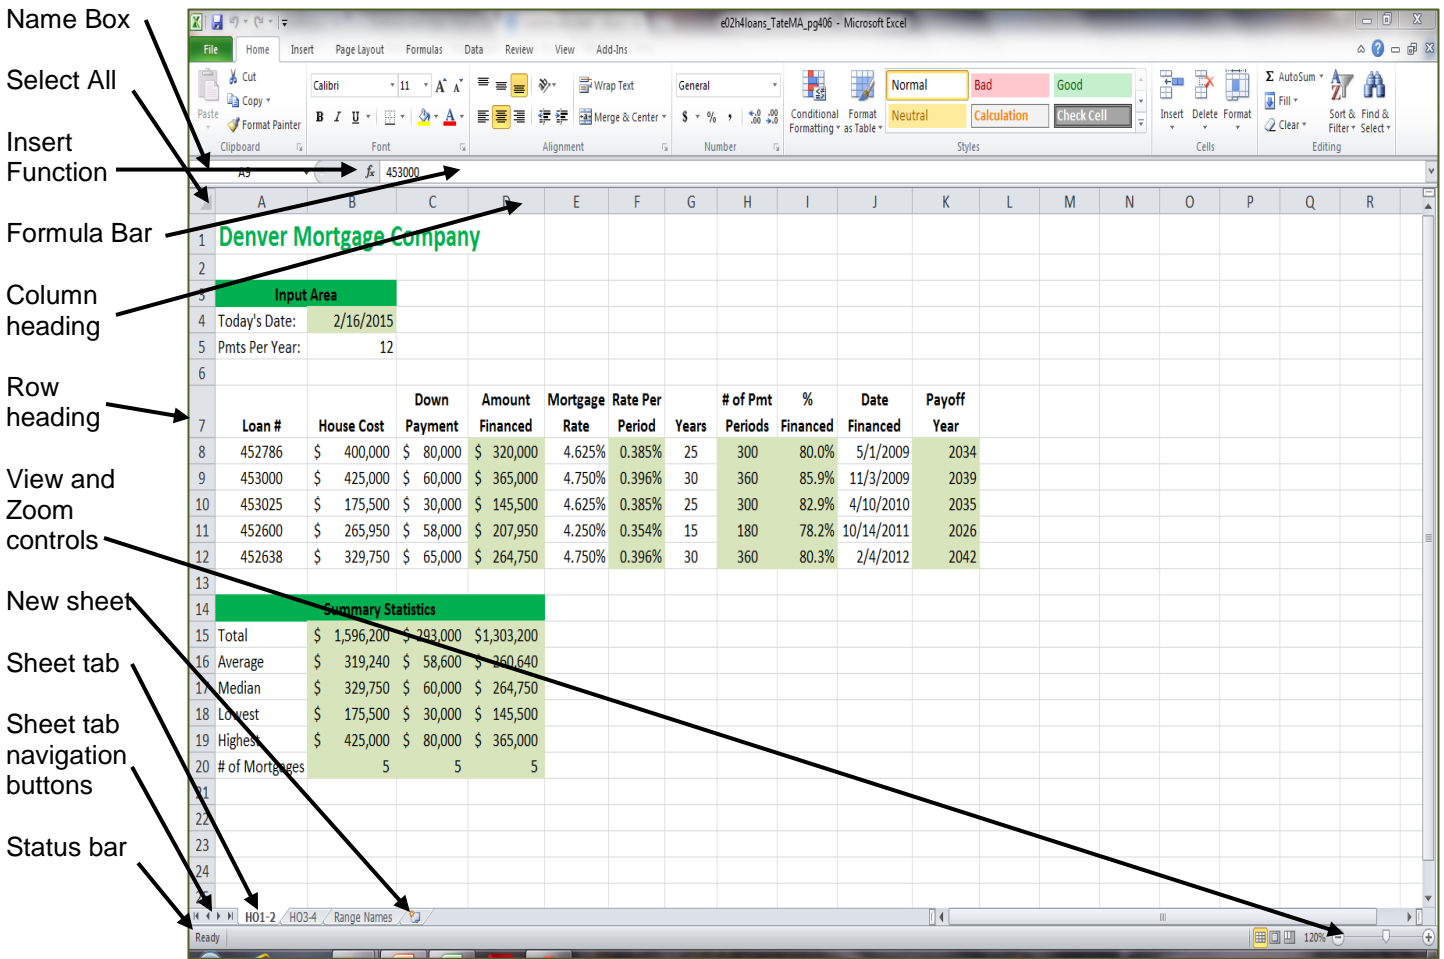 Name Box
Select All
Insert
Function
Formula Bar
Column
heading
Row
heading
View and
Zoom
controls
New sheet
Sheet tab
Sheet tab
navigation
buttons
Status bar
e02h4loans_TateMA_pg406 - Microsoft Excel
File Home Insert Page Layout Formulas Data Review View Add-Ins
Paste
Cut
Copy
Format Painter
Clipboard
Calibri 11
B I U
Font
Wrap Text
Merge & Center
Alignment
General
$ % ,
Number
Conditional Formatting
Format as Table
Normal Bad Good
Neutral Calculation Check Cell
Styles
Insert Delete Format
Cells
Σ AutoSum
Fill
Clear
Sort & Filter
Find & Select
Editing
A9 fx 453000
A B C D E F G H I J K L M N O P Q R
1 Denver Mortgage Company
2
3 Input Area
4 Today's Date: 2/16/2015
5 Pmts Per Year: 12
6
Down Amount Mortgage Rate Per # of Pmt % Date Payoff
7 Loan # House Cost Payment Financed Rate Period Years Periods Financed Financed Year
8 452786 $ 400,000 $ 80,000 $ 320,000 4.625% 0.385% 25 300 80.0% 5/1/2009 2034
9 453000 $ 425,000 $ 60,000 $ 365,000 4.750% 0.396% 30 360 85.9% 11/3/2009 2039
10 453025 $ 175,500 $ 30,000 $ 145,500 4.625% 0.385% 25 300 82.9% 4/10/2010 2035
11 452600 $ 265,950 $ 58,000 $ 207,950 4.250% 0.354% 15 180 78.2% 10/14/2011 2026
12 452638 $ 329,750 $ 65,000 $ 264,750 4.750% 0.396% 30 360 80.3% 2/4/2012 2042
13
14 Summary Statistics
15 Total $ 1,596,200 $ 293,000 $1,303,200
16 Average $ 319,240 $ 58,600 $ 260,640
17 Median $ 329,750 $ 60,000 $ 264,750
18 Lowest $ 175,500 $ 30,000 $ 145,500
19 Highest $ 425,000 $ 80,000 $ 365,000
20 # of Mortgages 5 5 5
21
22
23
24
25
HO1-2 HO3-4 Range Names
Ready 120%